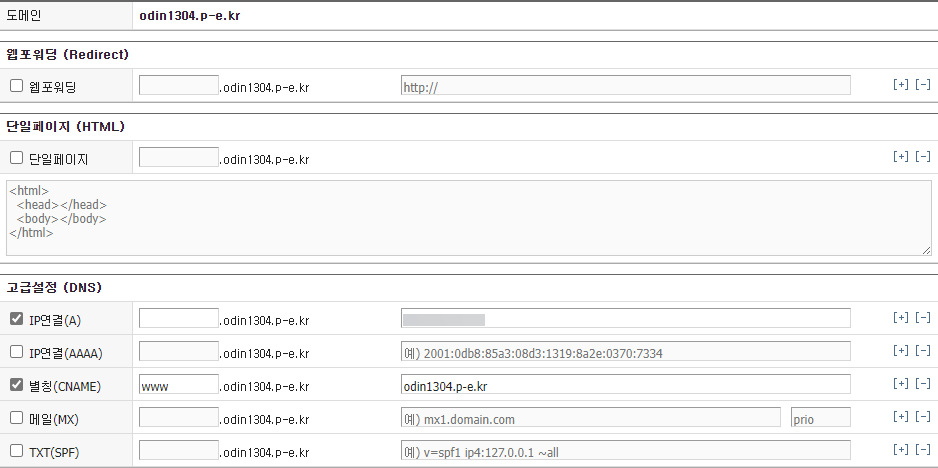 도메인 odin1304.p-e.kr
웹포워딩 (Redirect)
웹포워딩 .odin1304.p-e.kr http:// [+] [-]
단일페이지 (HTML)
단일페이지 .odin1304.p-e.kr [+] [-]
<html>
<head></head>
<body></body>
</html>
고급설정 (DNS)
IP연결(A) .odin1304.p-e.kr [+] [-]
IP연결(AAAA) .odin1304.p-e.kr 예) 2001:0db8:85a3:08d3:1319:8a2e:0370:7334 [+] [-]
별칭(CNAME) www .odin1304.p-e.kr odin1304.p-e.kr [+] [-]
메일(MX) .odin1304.p-e.kr 예) mx1.domain.com prio [+] [-]
TXT(SPF) .odin1304.p-e.kr 예) v=spf1 ip4:127.0.0.1 ~all [+] [-]